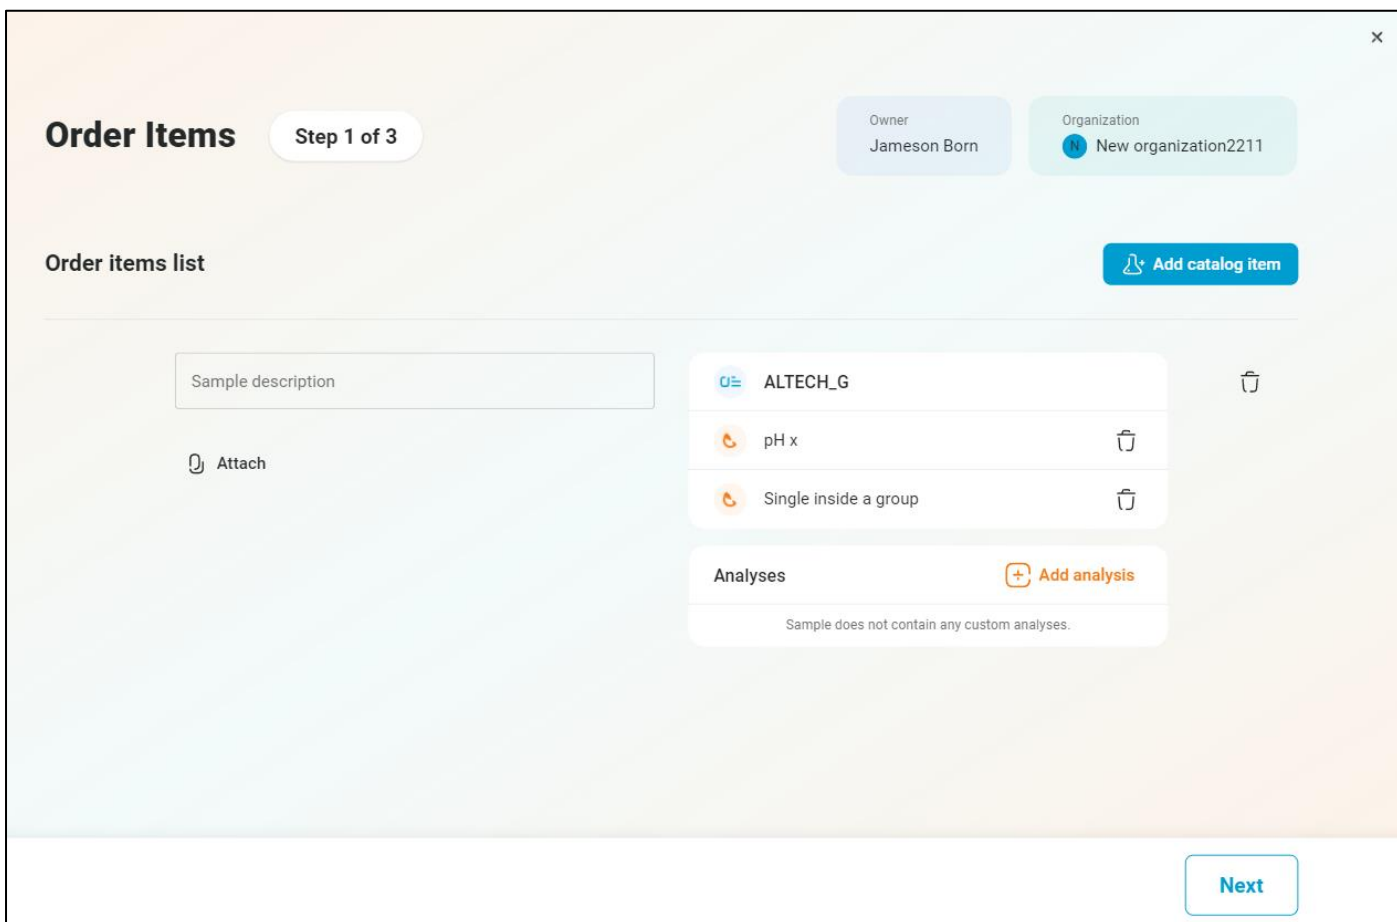 ×
Order Items
Step 1 of 3
Owner
Jameson Born
Organization
N New organization2211
Order items list
Add catalog item
Sample description
Attach
ALTECH_G
pH x
Single inside a group
Analyses
Add analysis
Sample does not contain any custom analyses.
Next